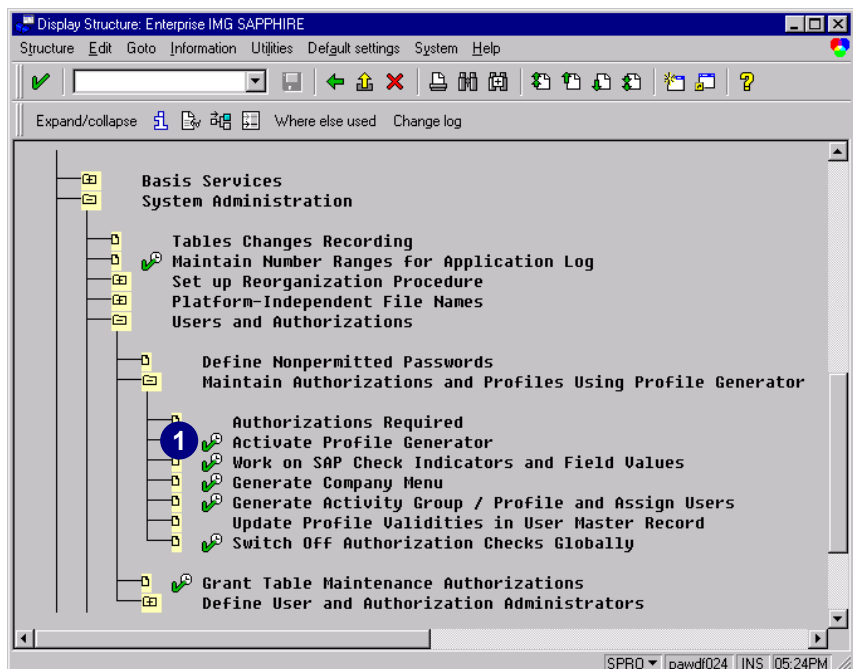 Display Structure: Enterprise IMG SAPPHIRE
Structure Edit Goto Information Utilities Default settings System Help
Expand/collapse Where else used Change log
Basis Services
System Administration
Tables Changes Recording
Maintain Number Ranges for Application Log
Set up Reorganization Procedure
Platform-Independent File Names
Users and Authorizations
Define Nonpermitted Passwords
Maintain Authorizations and Profiles Using Profile Generator
Authorizations Required
1 Activate Profile Generator
Work on SAP Check Indicators and Field Values
Generate Company Menu
Generate Activity Group / Profile and Assign Users
Update Profile Validities in User Master Record
Switch Off Authorization Checks Globally
Grant Table Maintenance Authorizations
Define User and Authorization Administrators
SPRO pawdf024 INS 05:24PM